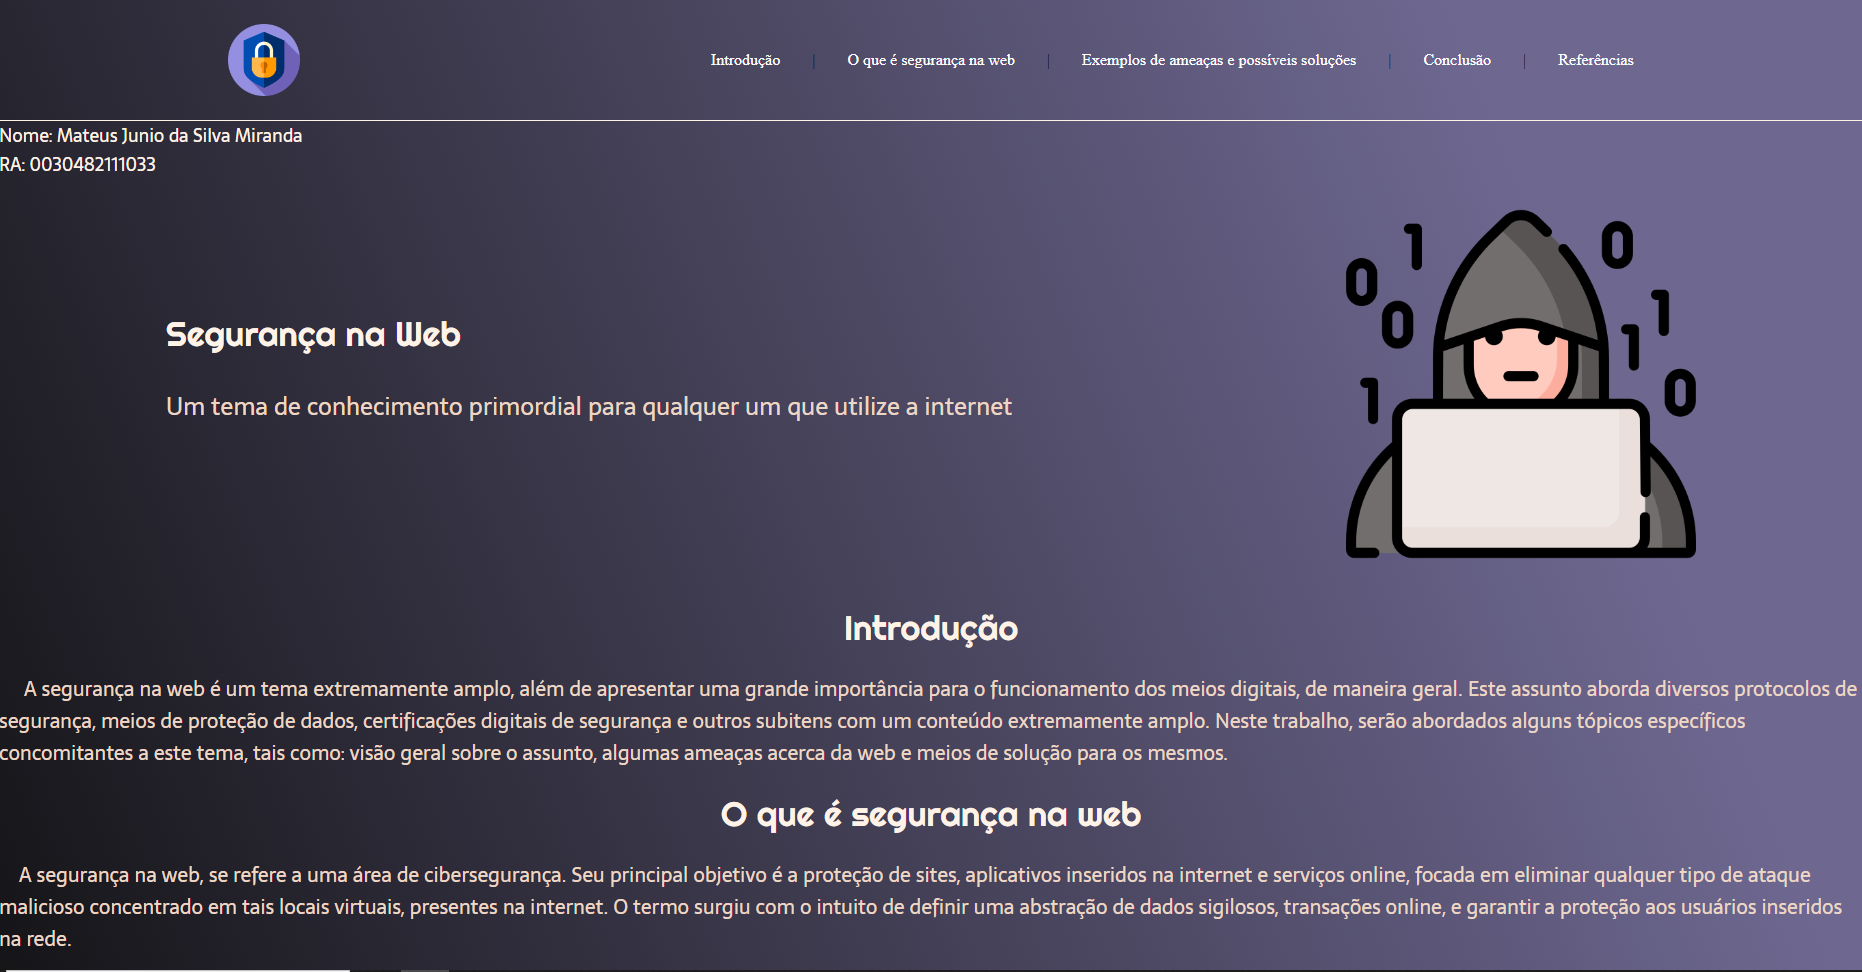 Introdução | O que é segurança na web | Exemplos de ameaças e possíveis soluções | Conclusão | Referências
Nome: Mateus Junio da Silva Miranda
RA: 0030482111033
0 1 0
0 1 1
1 0
Segurança na Web
Um tema de conhecimento primordial para qualquer um que utilize a internet
Introdução
A segurança na web é um tema extremamente amplo, além de apresentar uma grande importância para o funcionamento dos meios digitais, de maneira geral. Este assunto aborda diversos protocolos de
segurança, meios de proteção de dados, certificações digitais de segurança e outros subitens com um conteúdo extremamente amplo. Neste trabalho, serão abordados alguns tópicos específicos
concomitantes a este tema, tais como: visão geral sobre o assunto, algumas ameaças acerca da web e meios de solução para os mesmos.
O que é segurança na web
A segurança na web, se refere a uma área de cibersegurança. Seu principal objetivo é a proteção de sites, aplicativos inseridos na internet e serviços online, focada em eliminar qualquer tipo de ataque
malicioso concentrado em tais locais virtuais, presentes na internet. O termo surgiu com o intuito de definir uma abstração de dados sigilosos, transações online, e garantir a proteção aos usuários inseridos
na rede.